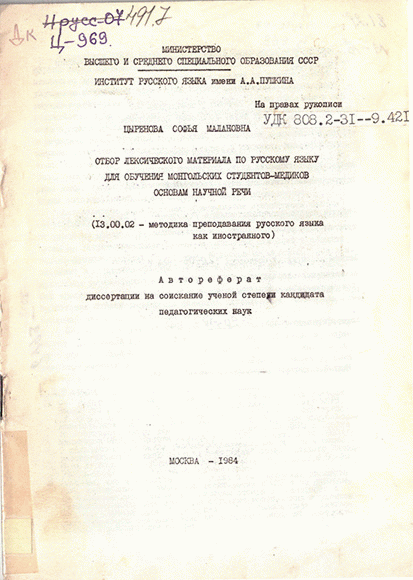 Дк 4русс-07 491.7
Ц-969
МИНИСТЕРСТВО
ВЫСШЕГО И СРЕДНЕГО СПЕЦИАЛЬНОГО ОБРАЗОВАНИЯ СССР
ИНСТИТУТ РУССКОГО ЯЗЫКА имени А.А.ПУШКИНА
На правах рукописи
УДК 808.2-31--9.421
ЦЫРЕНОВА СОФЬЯ МАЛАНОВНА
ОТБОР ЛЕКСИЧЕСКОГО МАТЕРИАЛА ПО РУССКОМУ ЯЗЫКУ
ДЛЯ ОБУЧЕНИЯ МОНГОЛЬСКИХ СТУДЕНТОВ-МЕДИКОВ
ОСНОВАМ НАУЧНОЙ РЕЧИ
(13.00.02 - методика преподавания русского языка
как иностранного)
Автореферат
диссертации на соискание ученой степени кандидата
педагогических наук
МОСКВА - 1984